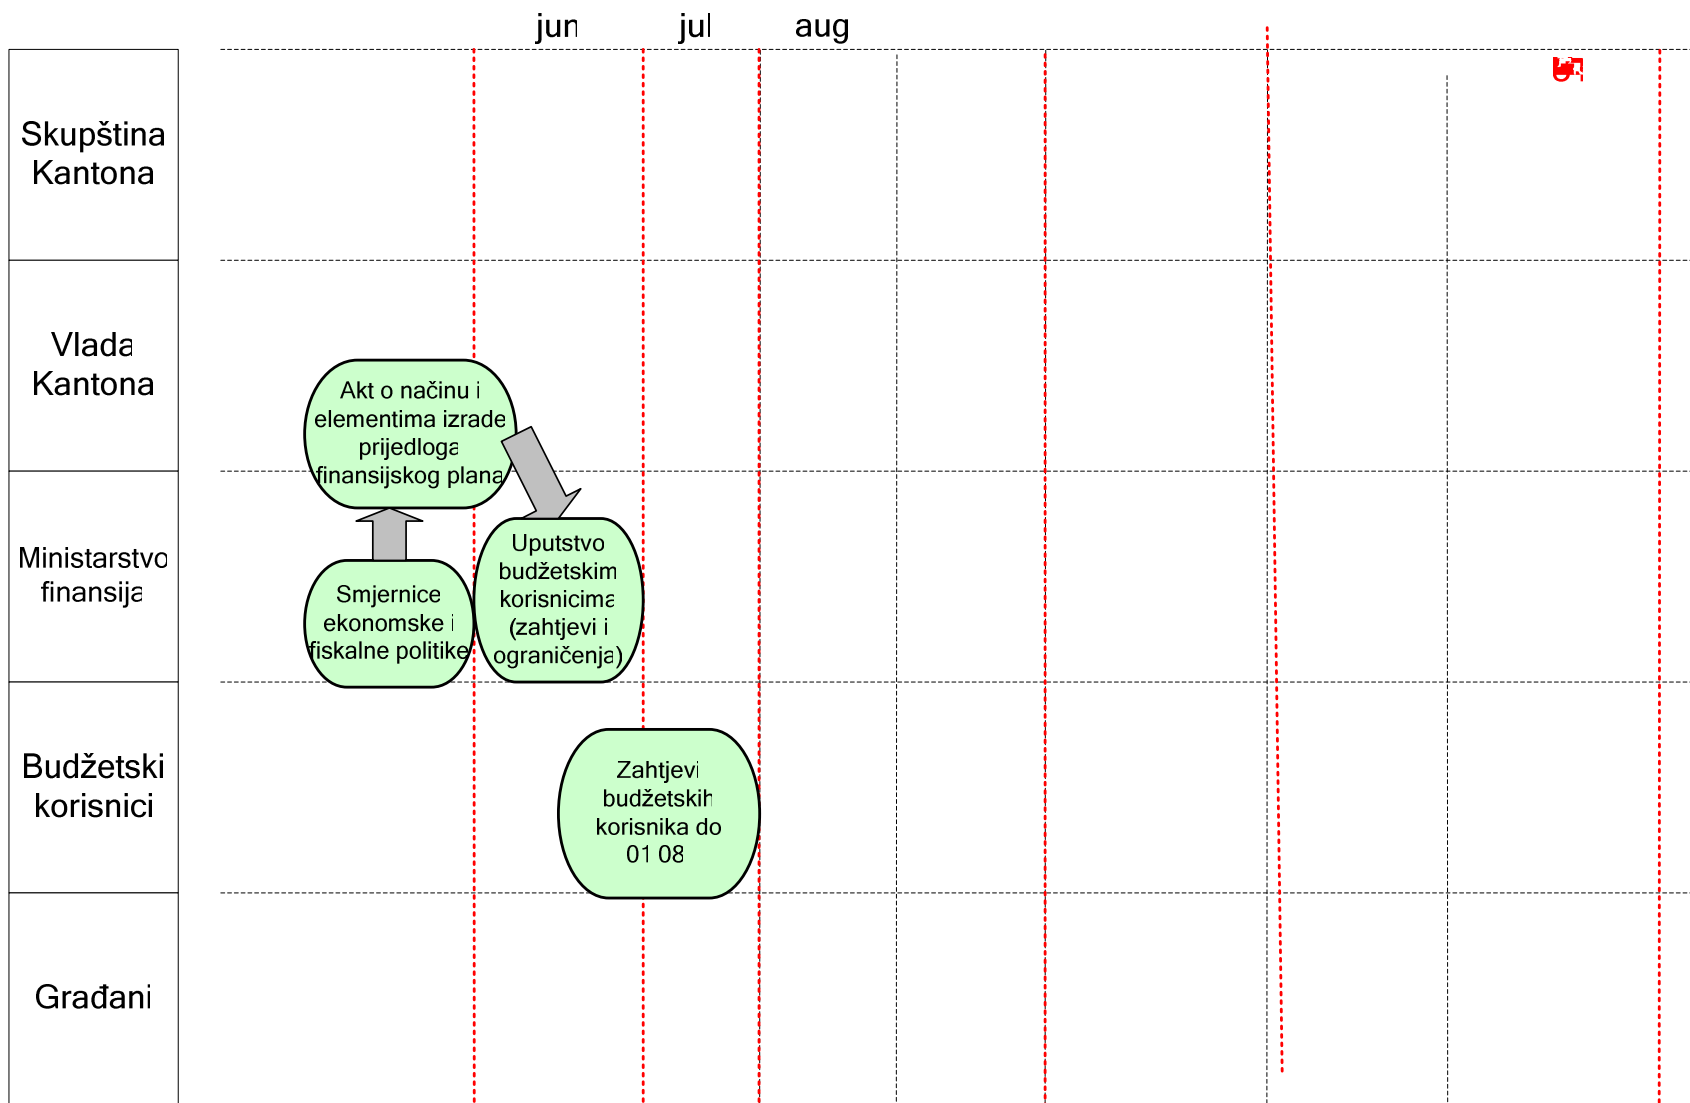 jun jul aug
Skupština
Kantona
Vlada
Kantona
Akt o načinu i
elementima izrade
prijedloga
finansijskog plana
Ministarstvo
finansija
Smjernice
ekonomske i
fiskalne politike
Uputstvo
budžetskim
korisnicima
(zahtjevi i
ograničenja)
Budžetski
korisnici
Zahtjevi
budžetskih
korisnika do
01 08
Građani